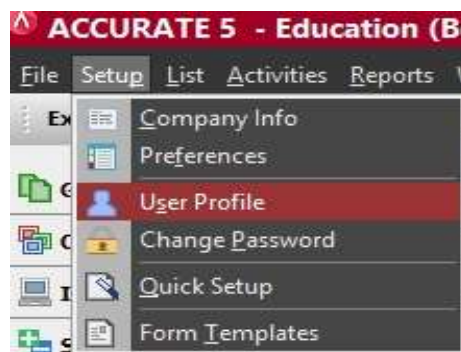 ACCURATE 5 - Education (B
File Setup List Activities Reports
Ex
Company Info
Preferences
User Profile
Change Password
Quick Setup
Form Templates